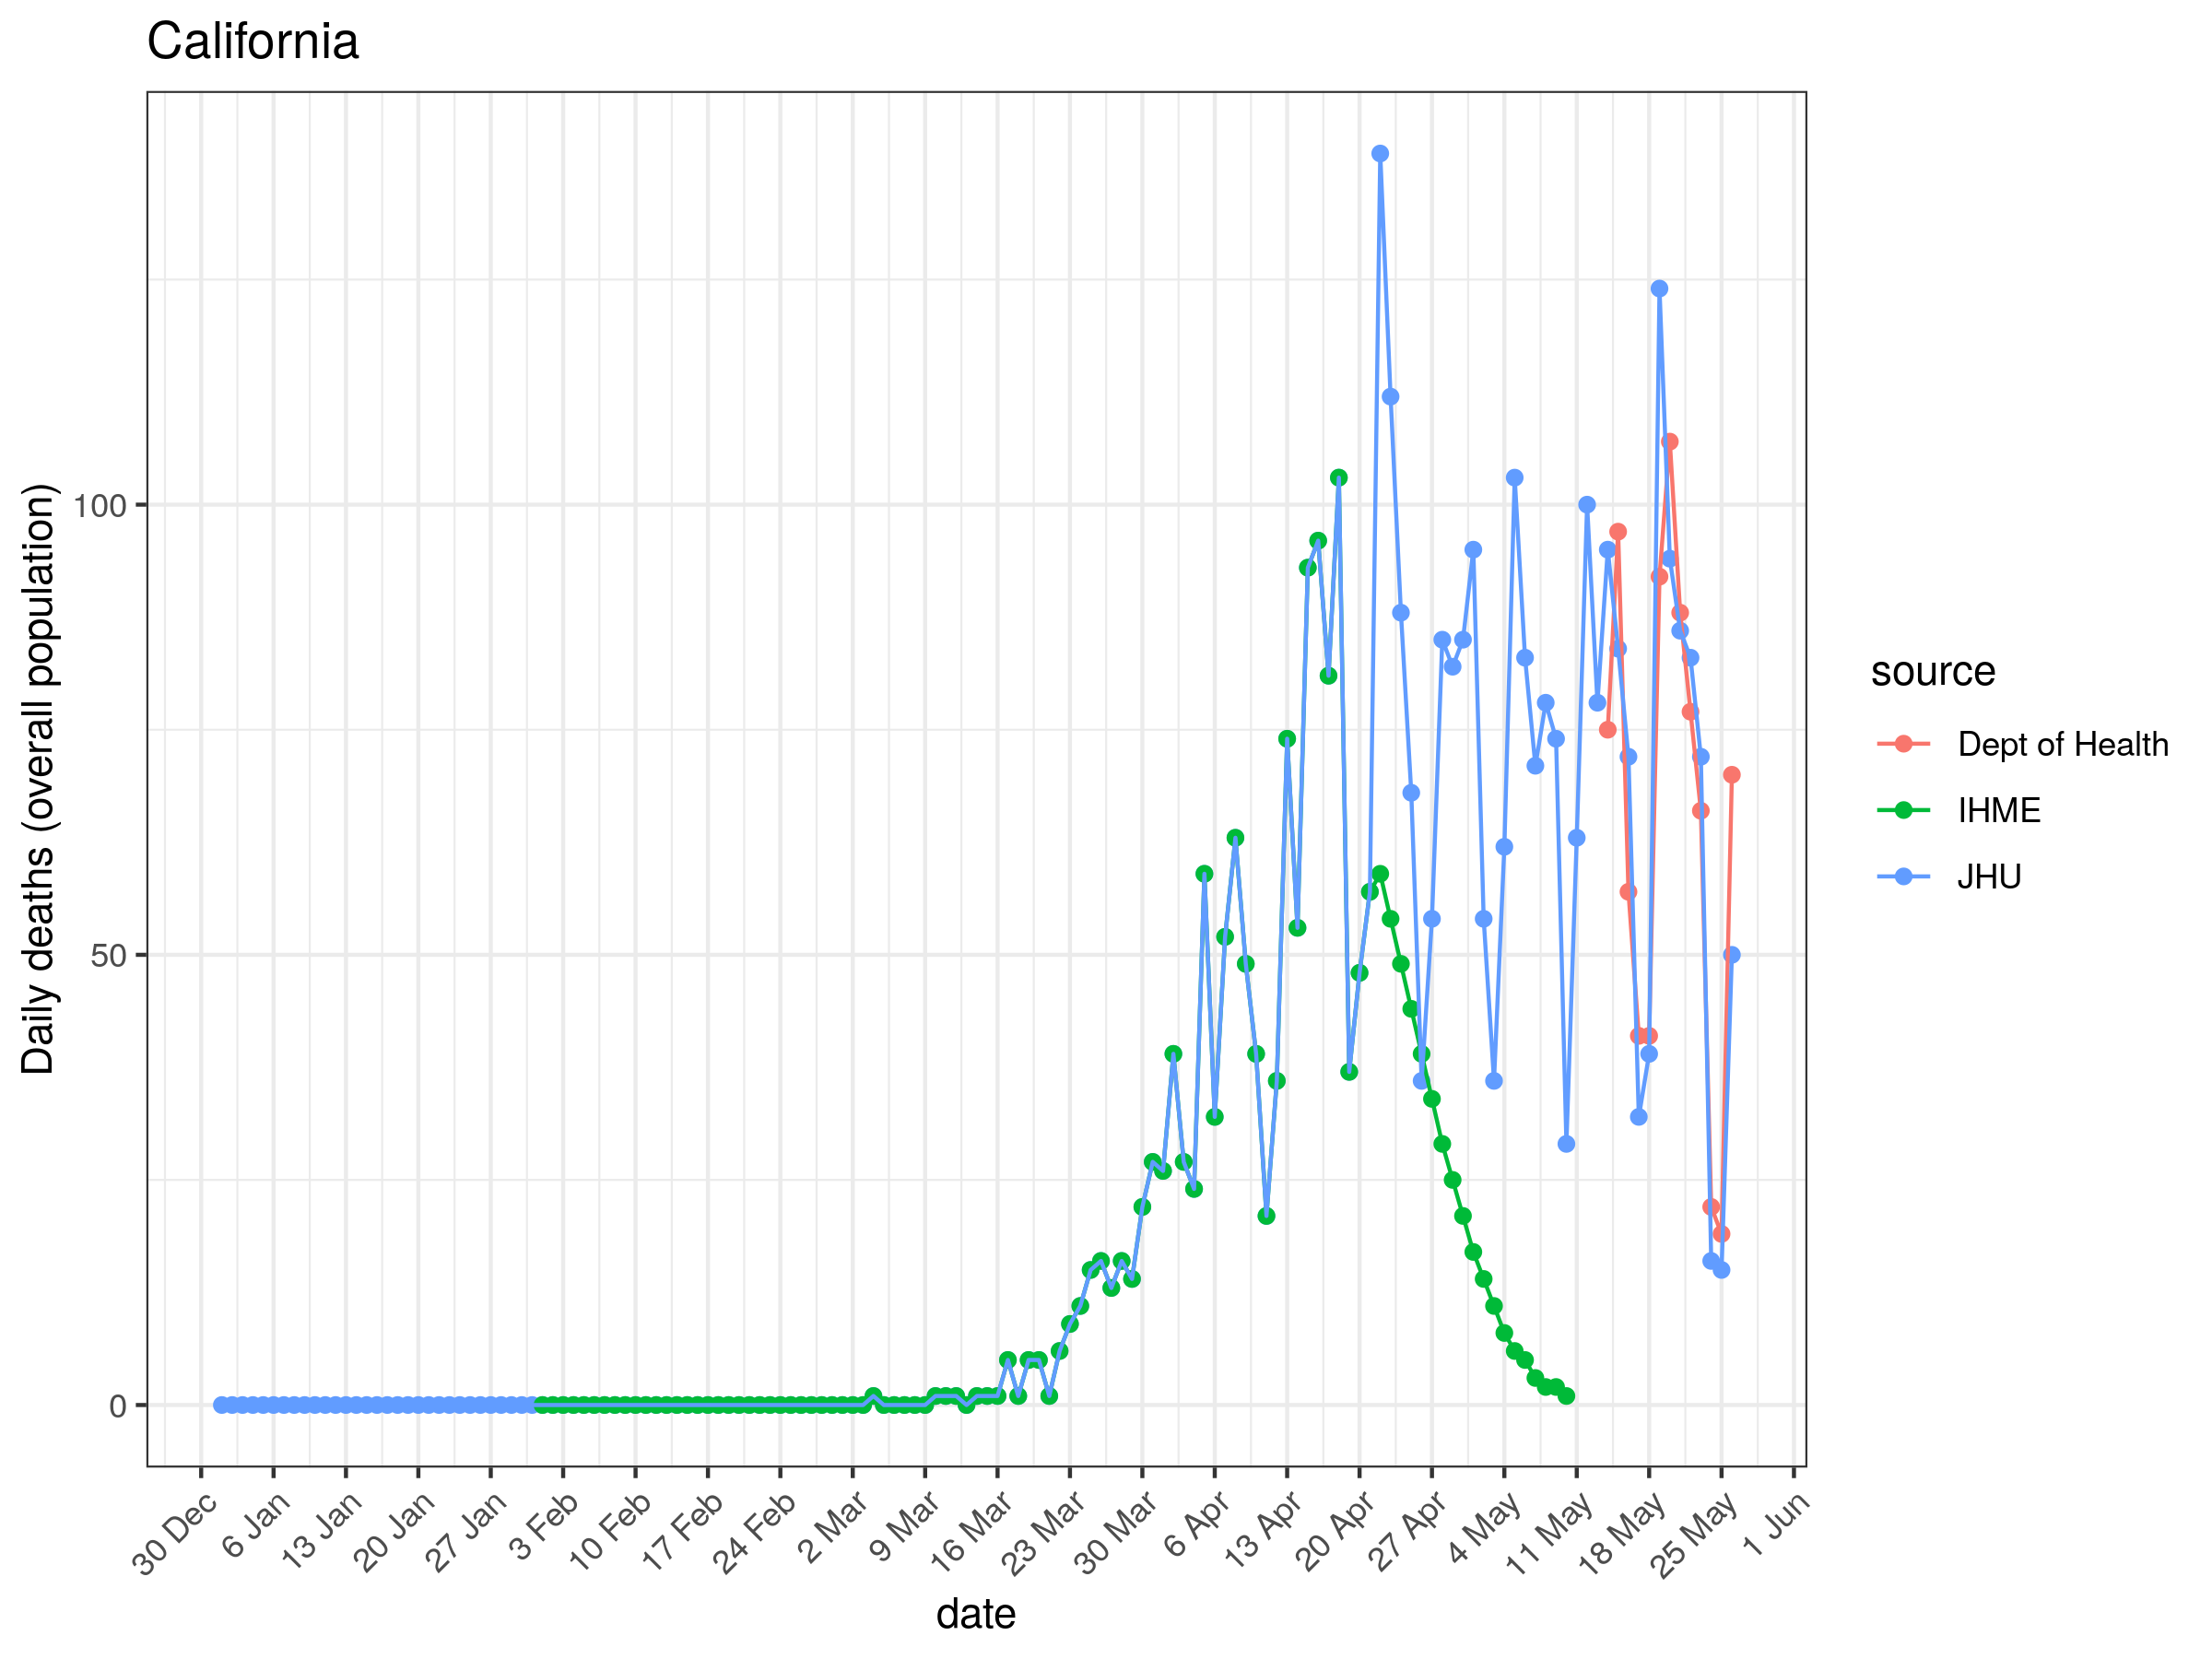 California
Daily deaths (overall population)
100
50
0
30 Dec
6 Jan
13 Jan
20 Jan
27 Jan
3 Feb
10 Feb
17 Feb
24 Feb
2 Mar
9 Mar
16 Mar
23 Mar
30 Mar
6 Apr
13 Apr
20 Apr
27 Apr
4 May
11 May
18 May
25 May
1 Jun
date
source
Dept of Health
IHME
JHU